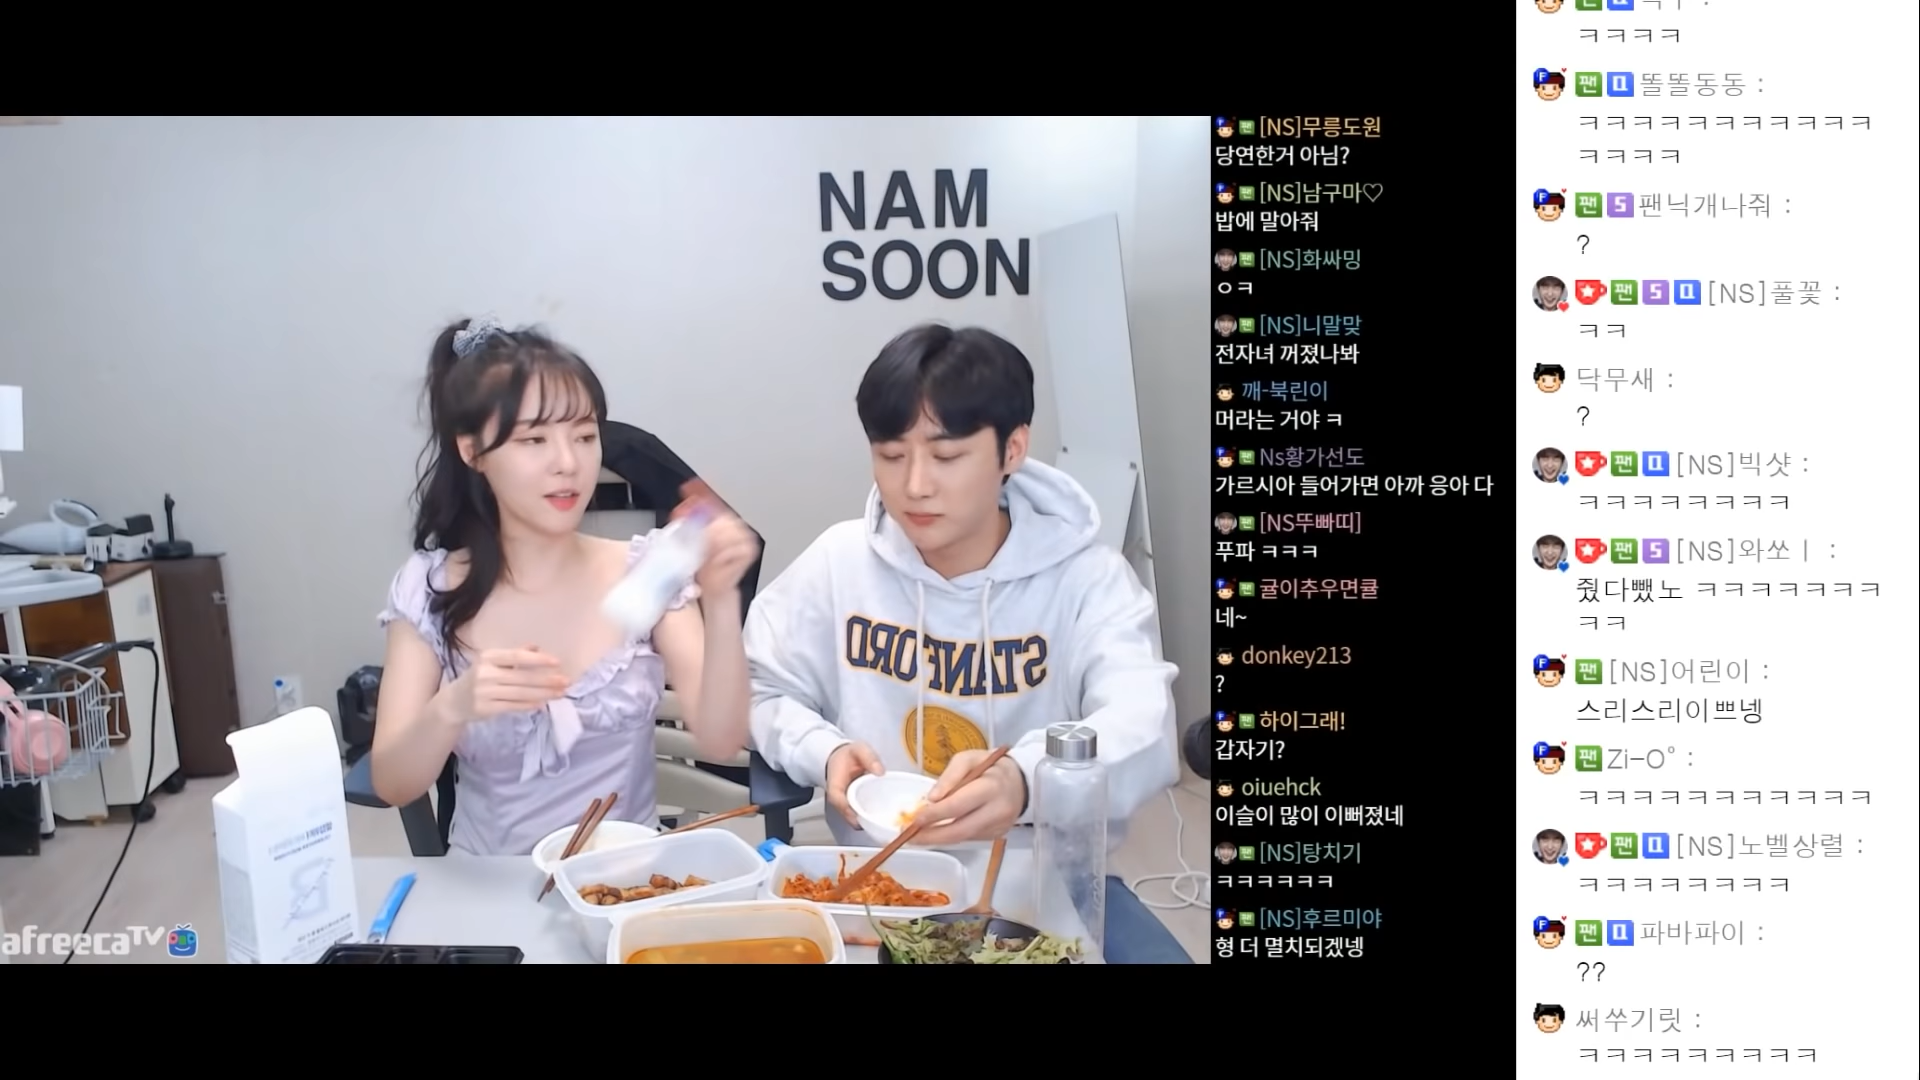 NAM
SOON
STANFORD
afreecaTV
[NS]무릉도원
당연한거 아님?
[NS]남구마♡
밥에 말아줘
[NS]화싸밍
ㅇㅋ
[NS]니말맞
전자녀 꺼졌나봐
깨-북린이
머라는 거야 ㅋ
Ns황가선도
가르시아 들어가면 아까 응아 다
[NS뚜빠띠]
푸파 ㅋㅋㅋ
귤이추우면귤
네~
donkey213
?
하이그래!
갑자기?
oiuehck
이슬이 많이 이뻐졌네
[NS]탕치기
ㅋㅋㅋㅋㅋㅋ
[NS]후르미야
형 더 멸치되겠넹
ㅋㅋㅋㅋ
똘똘동동 :
ㅋㅋㅋㅋㅋㅋㅋㅋㅋㅋㅋ
ㅋㅋㅋㅋ
팬닉개나줘 :
?
[NS]풀꽃 :
ㅋㅋ
닥무새 :
?
[NS]빅샷 :
ㅋㅋㅋㅋㅋㅋㅋㅋ
[NS]와쏘ㅣ :
줬다뺐노 ㅋㅋㅋㅋㅋㅋㅋ
ㅋㅋ
[NS]어린이 :
스리스리이쁘넹
Zi-O° :
ㅋㅋㅋㅋㅋㅋㅋㅋㅋㅋㅋ
[NS]노벨상렬 :
ㅋㅋㅋㅋㅋㅋㅋㅋ
파바파이 :
??
써쑤기릿 :
ㅋㅋㅋㅋㅋㅋㅋㅋㅋ